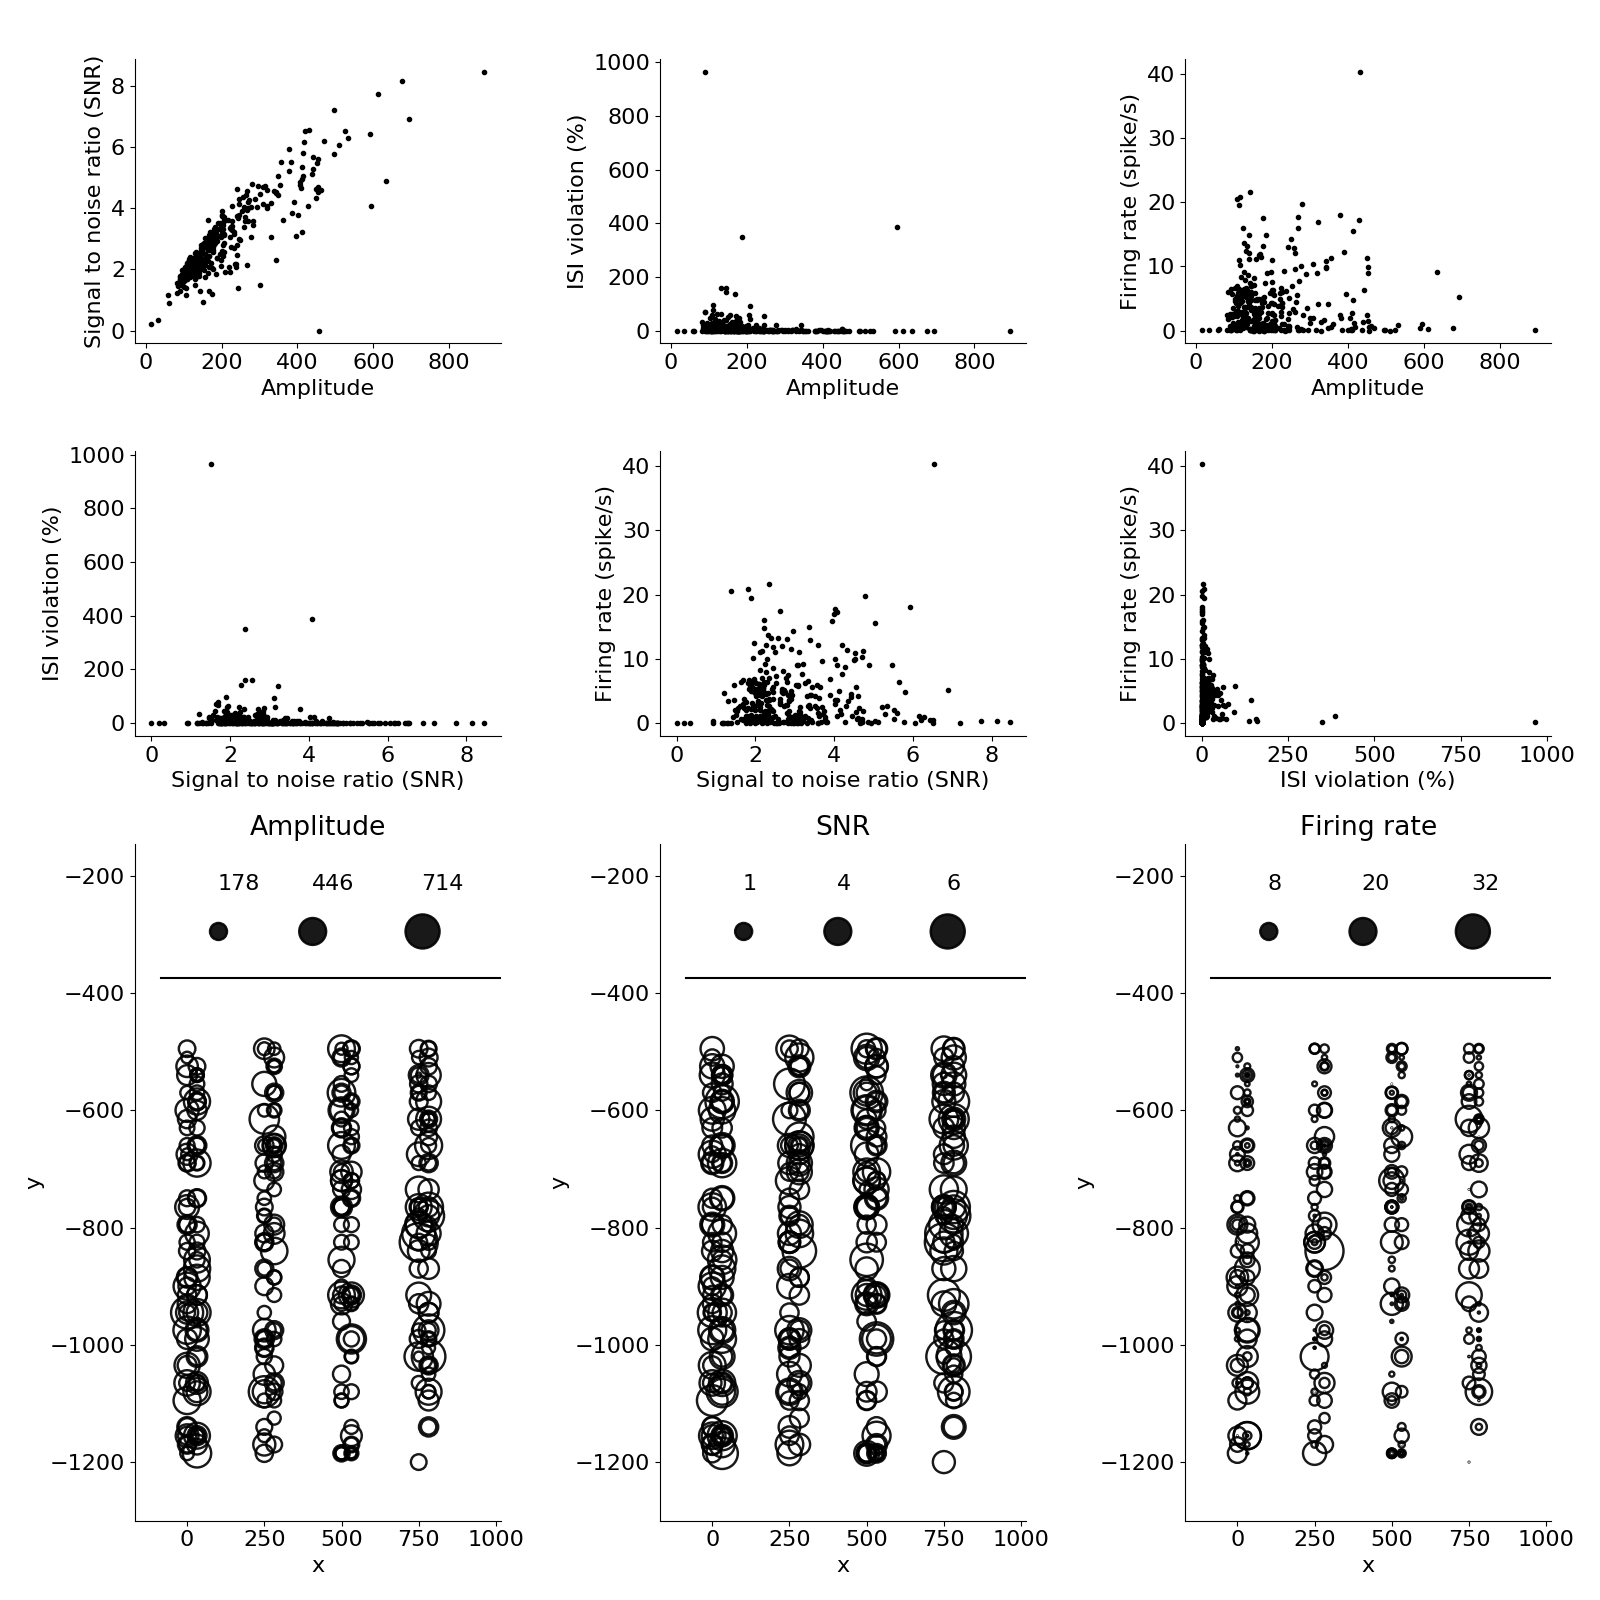 Signal to noise ratio (SNR)
8
6
4
2
0
0 200 400 600 800
Amplitude
ISI violation (%)
1000
800
600
400
200
0
0 200 400 600 800
Amplitude
Firing rate (spike/s)
40
30
20
10
0
0 200 400 600 800
Amplitude
ISI violation (%)
1000
800
600
400
200
0
0 2 4 6 8
Signal to noise ratio (SNR)
Firing rate (spike/s)
40
30
20
10
0
0 2 4 6 8
Signal to noise ratio (SNR)
Firing rate (spike/s)
40
30
20
10
0
0 250 500 750 1000
ISI violation (%)
Amplitude
178 446 714
y
−200
−400
−600
−800
−1000
−1200
0 250 500 750 1000
x
SNR
1 4 6
y
−200
−400
−600
−800
−1000
−1200
0 250 500 750 1000
x
Firing rate
8 20 32
y
−200
−400
−600
−800
−1000
−1200
0 250 500 750 1000
x